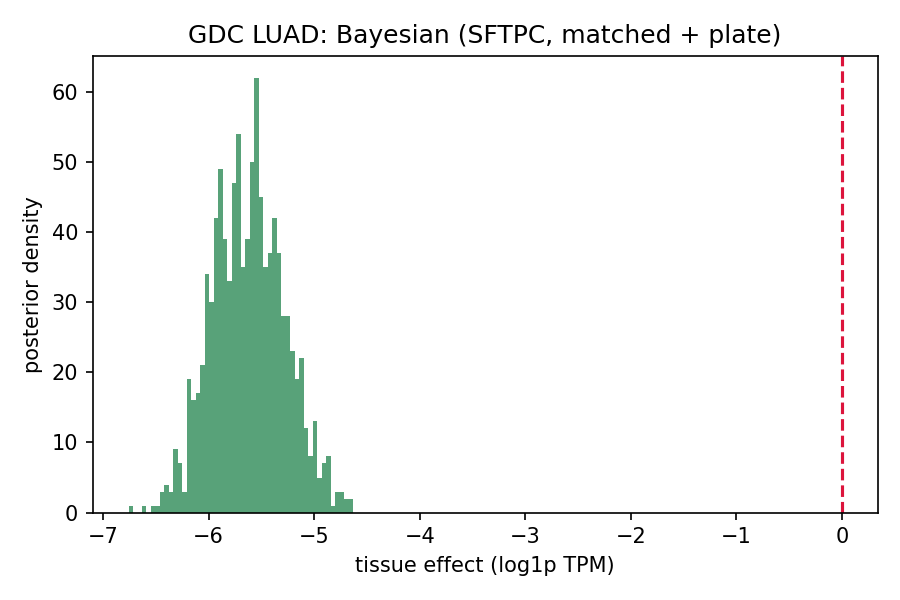 GDC LUAD: Bayesian (SFTPC, matched + plate)
posterior density
60
50
40
30
20
10
0
−7 −6 −5 −4 −3 −2 −1 0
tissue effect (log1p TPM)